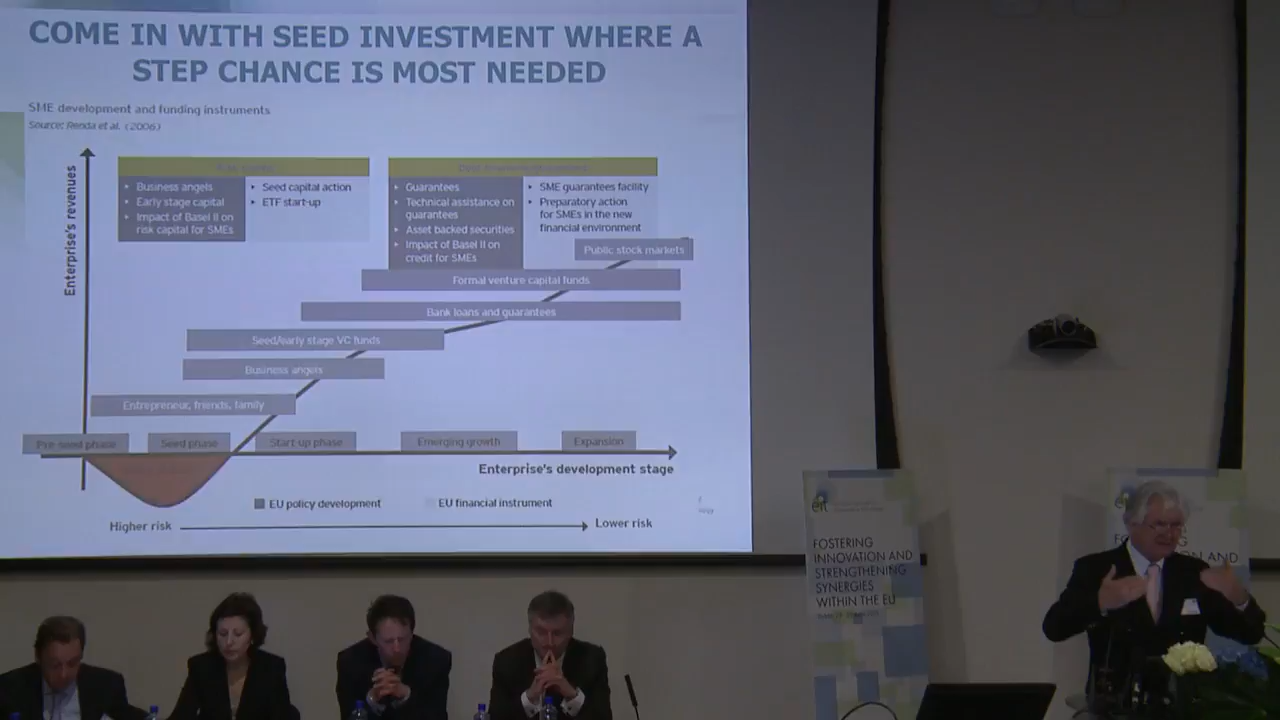 COME IN WITH SEED INVESTMENT WHERE A
STEP CHANCE IS MOST NEEDED
SME development and funding instruments
Source: Renda et al. (2006)
Enterprise's revenues
Business angels
Early stage capital
Impact of Basel II on
risk capital for SMEs
Seed capital action
ETF start-up
Guarantees
Technical assistance on
guarantees
Asset backed securities
Impact of Basel II on
credit for SMEs
SME guarantees facility
Preparatory action
for SMEs in the new
financial environment
Public stock markets
Formal venture capital funds
Bank loans and guarantees
Seed/early stage VC funds
Business angels
Entrepreneur, friends, family
Pre-seed phase
Seed phase
Start-up phase
Emerging growth
Expansion
Enterprise's development stage
EU policy development
EU financial instrument
Higher risk
Lower risk
eit
FOSTERING
INNOVATION AND
STRENGTHENING
SYNERGIES
WITHIN THE EU